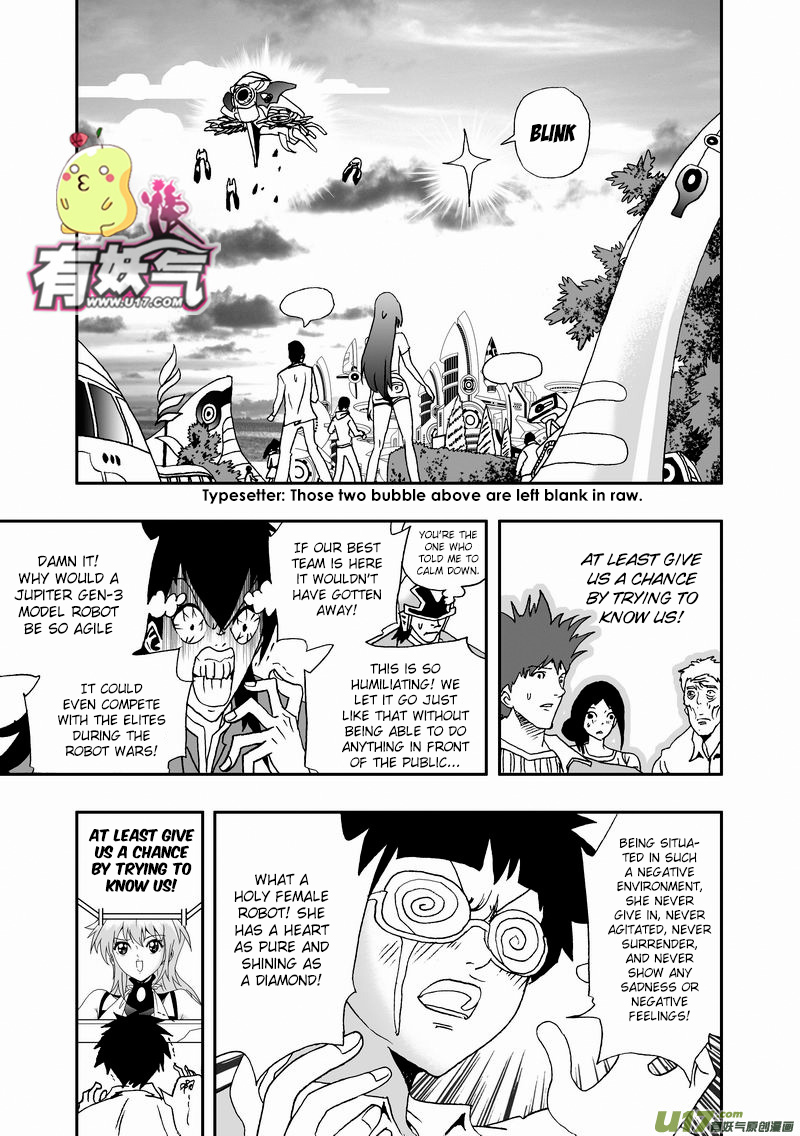 BLINK
有妖气
WWW.U17.COM
Typesetter: Those two bubble above are left blank in raw.
AT LEAST GIVE
US A CHANCE
BY TRYING TO
KNOW US!
YOU'RE THE
ONE WHO
TOLD ME TO
CALM DOWN.
IF OUR BEST
TEAM IS HERE
IT WOULDN'T
HAVE GOTTEN
AWAY!
THIS IS SO
HUMILIATING! WE
LET IT GO JUST
LIKE THAT WITHOUT
BEING ABLE TO DO
ANYTHING IN FRONT
OF THE PUBLIC...
DAMN IT!
WHY WOULD A
JUPITER GEN-3
MODEL ROBOT
BE SO AGILE
IT COULD
EVEN COMPETE
WITH THE ELITES
DURING THE
ROBOT WARS!
BEING SITUA-
TED IN SUCH
A NEGATIVE
ENVIRONMENT,
SHE NEVER
GIVE IN, NEVER
AGITATED, NEVER
SURRENDER,
AND NEVER
SHOW ANY
SADNESS OR
NEGATIVE
FEELINGS!
WHAT A
HOLY FEMALE
ROBOT! SHE
HAS A HEART
AS PURE AND
SHINING AS
A DIAMOND!
AT LEAST GIVE
US A CHANCE
BY TRYING TO
KNOW US!
U17.COM
有妖气原创漫画